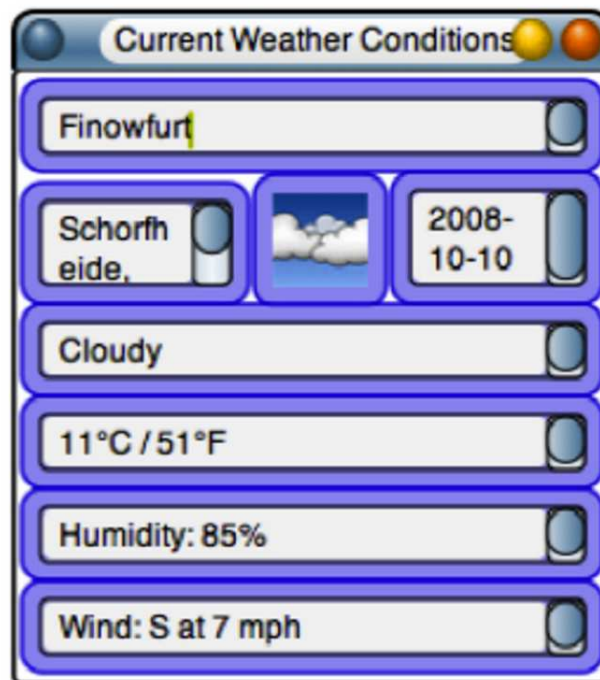 Current Weather Conditions
Finowfurt
Schorfh
eide,
2008-
10-10
Cloudy
11°C / 51°F
Humidity: 85%
Wind: S at 7 mph